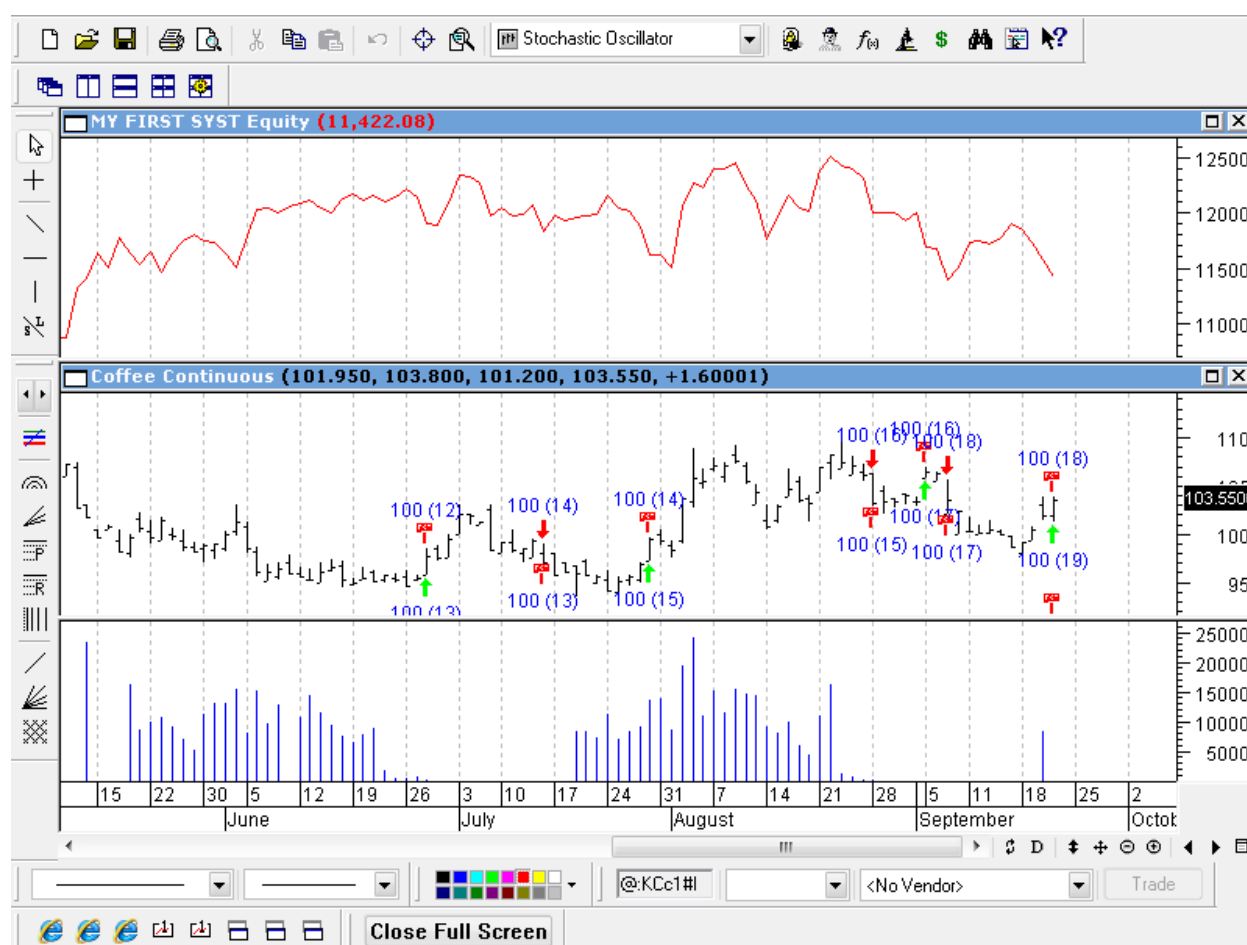 Stochastic Oscillator
f(x) $ ?
MY FIRST SYST Equity (11,422.08)
12500
12000
11500
11000
Coffee Continuous (101.950, 103.800, 101.200, 103.550, +1.60001)
S L
P
R
110
103.550
100
95
100 (12)
100 (13)
100 (14)
100 (13)
100 (14)
100 (15)
100 (16)
100 (15)
100 (16)
100 (17)
100 (18)
100 (17)
100 (18)
100 (19)
25000
20000
15000
10000
5000
15 22 30 5 12 19 26 3 10 17 24 31 7 14 21 28 5 11 18 25 2
June July August September Octob
D
@:KCc1#I <No Vendor> Trade
Close Full Screen